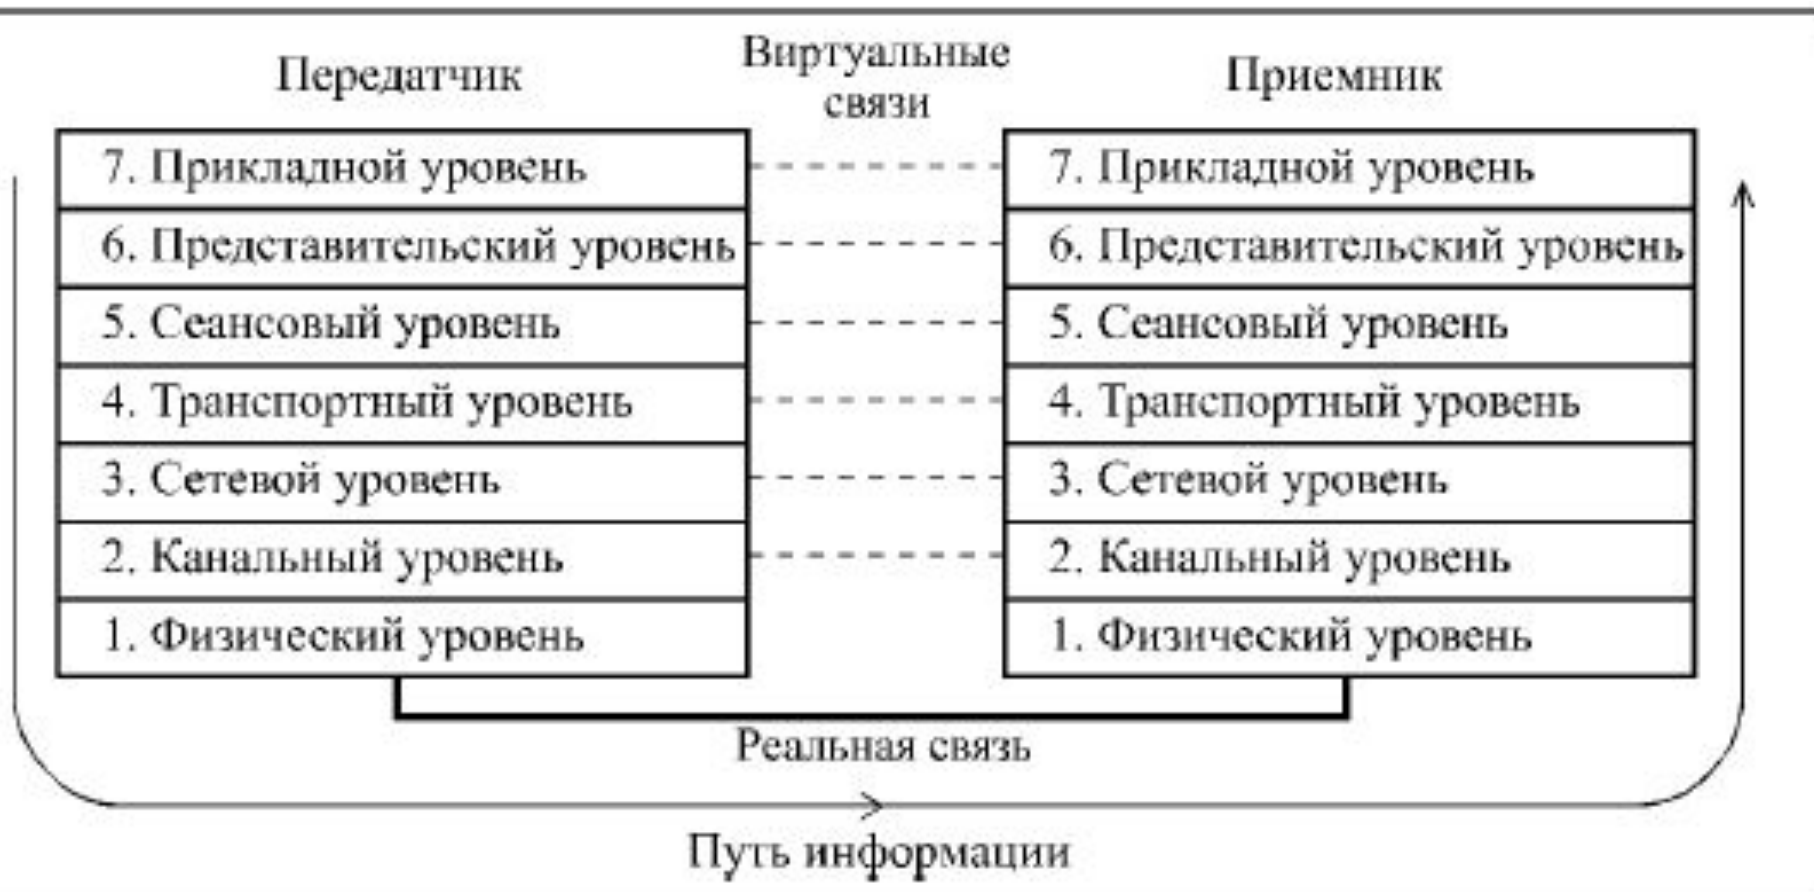 Передатчик
Виртуальные
связи
Приемник
7. Прикладной уровень
6. Представительский уровень
5. Сеансовый уровень
4. Транспортный уровень
3. Сетевой уровень
2. Канальный уровень
1. Физический уровень
7. Прикладной уровень
6. Представительский уровень
5. Сеансовый уровень
4. Транспортный уровень
3. Сетевой уровень
2. Канальный уровень
1. Физический уровень
Реальная связь
Путь информации